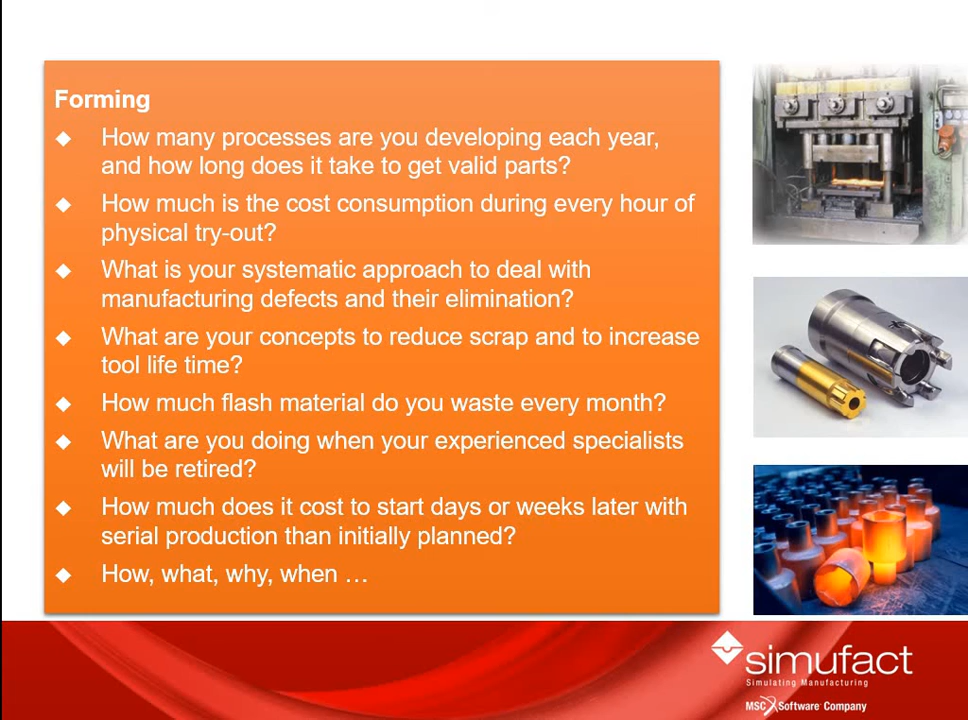 Forming
◆ How many processes are you developing each year,
and how long does it take to get valid parts?
◆ How much is the cost consumption during every hour of
physical try-out?
◆ What is your systematic approach to deal with
manufacturing defects and their elimination?
◆ What are your concepts to reduce scrap and to increase
tool life time?
◆ How much flash material do you waste every month?
◆ What are you doing when your experienced specialists
will be retired?
◆ How much does it cost to start days or weeks later with
serial production than initially planned?
◆ How, what, why, when …
simufact
Simulating Manufacturing
MSC Software Company